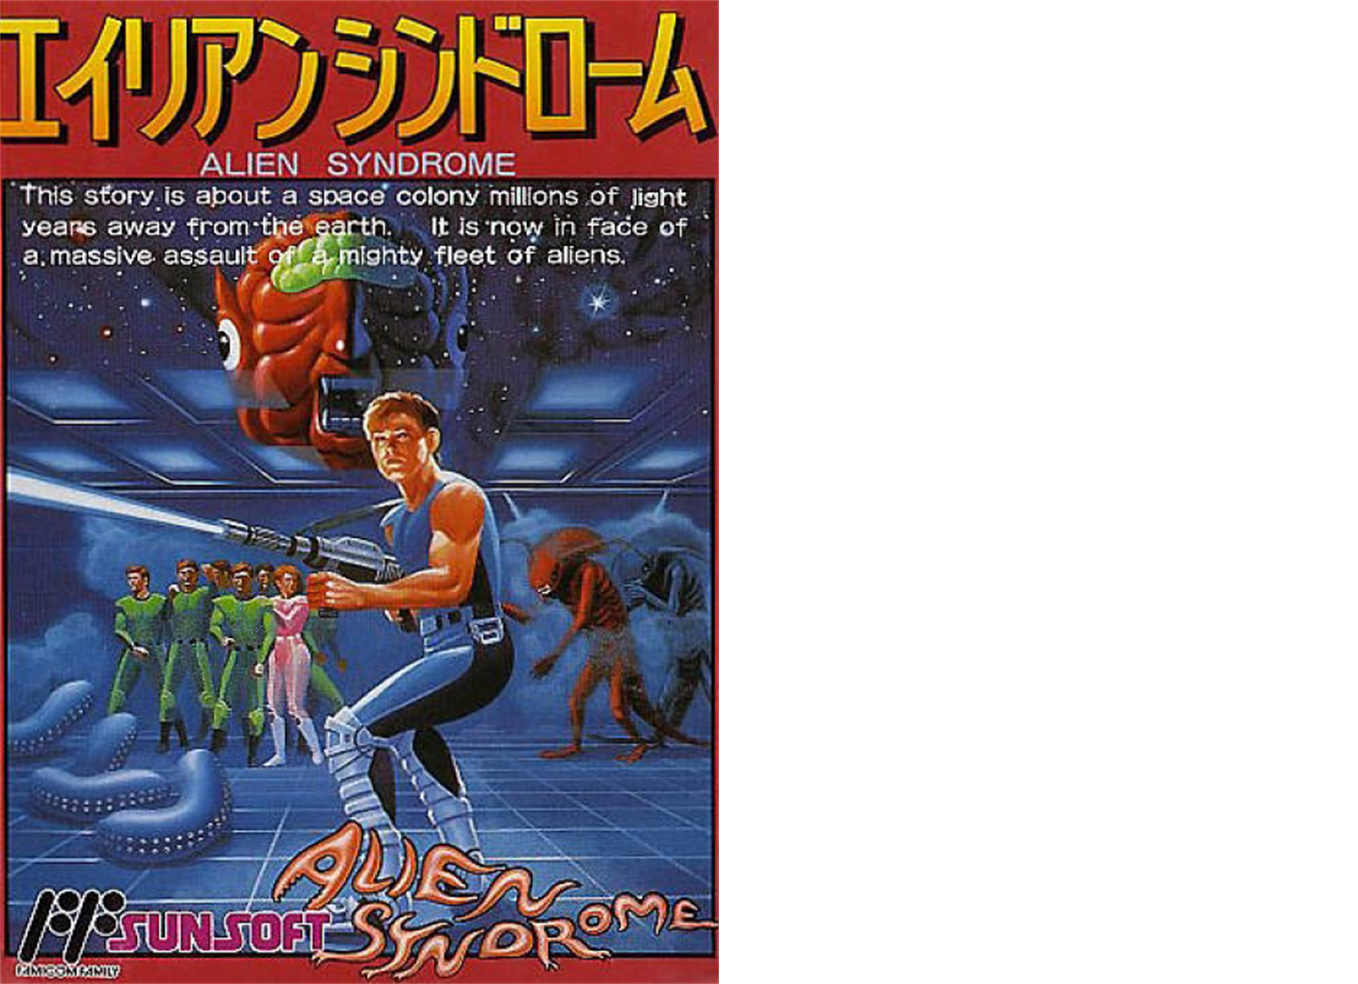 エイリアンシンドローム
ALIEN SYNDROME
This story is about a space colony millions of light
years away from the earth. It is now in face of
a massive assault of a mighty fleet of aliens.
ALIEN
SYNDROME
SUNSOFT
FAMICOM FAMILY